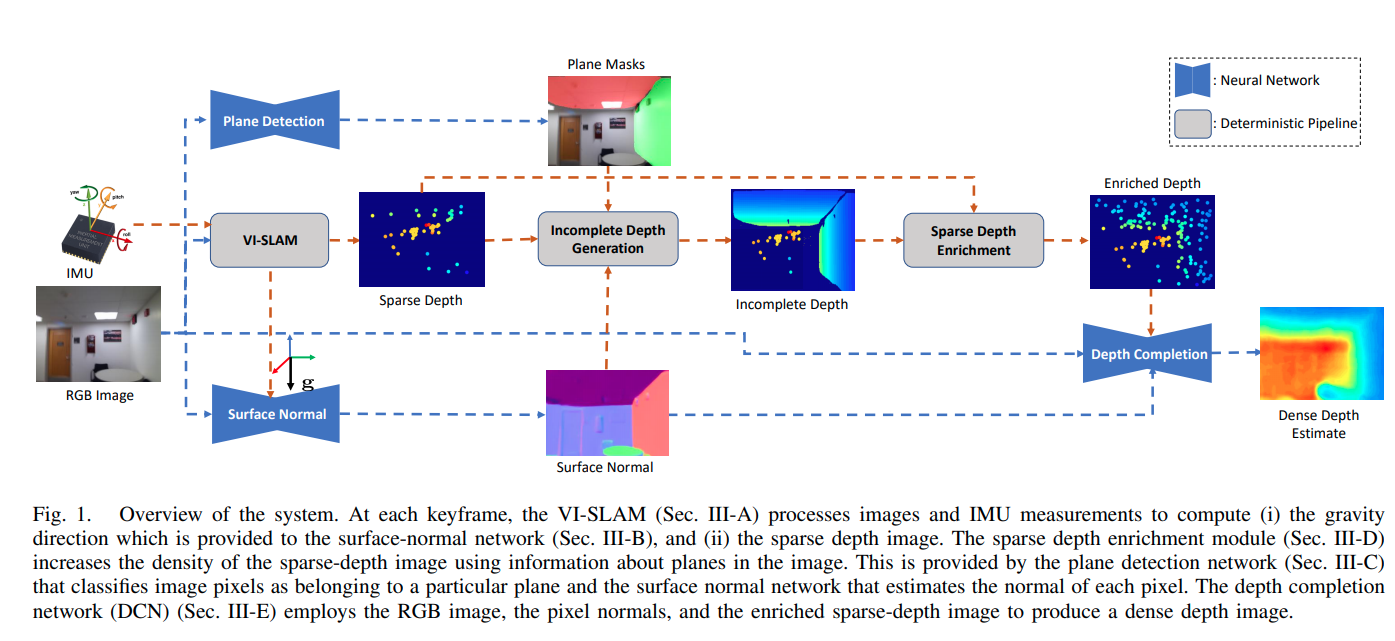 Plane Masks
: Neural Network
Plane Detection
: Deterministic Pipeline
yaw
pitch
roll
Enriched Depth
VI-SLAM
Incomplete Depth
Generation
Sparse Depth
Enrichment
IMU
Sparse Depth
Incomplete Depth
Depth Completion
g
RGB Image
Surface Normal
Dense Depth
Estimate
Surface Normal
Fig. 1. Overview of the system. At each keyframe, the VI-SLAM (Sec. III-A) processes images and IMU measurements to compute (i) the gravity
direction which is provided to the surface-normal network (Sec. III-B), and (ii) the sparse depth image. The sparse depth enrichment module (Sec. III-D)
increases the density of the sparse-depth image using information about planes in the image. This is provided by the plane detection network (Sec. III-C)
that classifies image pixels as belonging to a particular plane and the surface normal network that estimates the normal of each pixel. The depth completion
network (DCN) (Sec. III-E) employs the RGB image, the pixel normals, and the enriched sparse-depth image to produce a dense depth image.